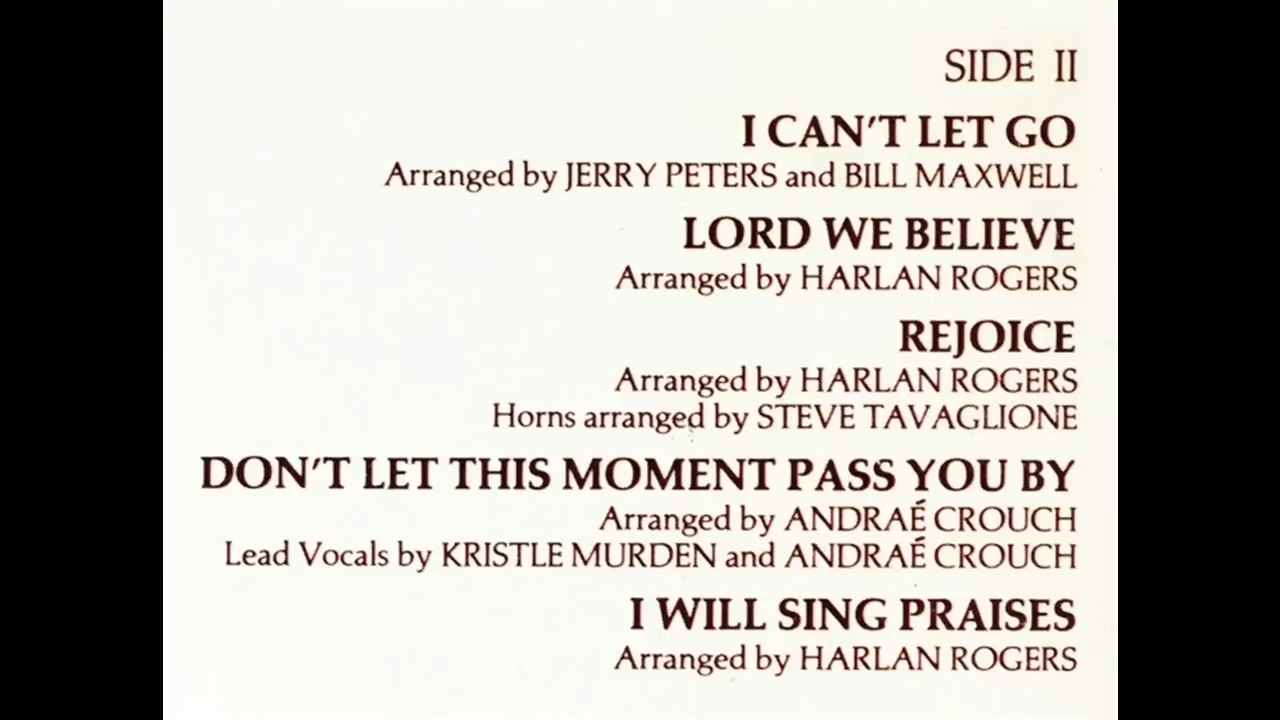 SIDE II
I CAN'T LET GO
Arranged by JERRY PETERS and BILL MAXWELL
LORD WE BELIEVE
Arranged by HARLAN ROGERS
REJOICE
Arranged by HARLAN ROGERS
Horns arranged by STEVE TAVAGLIONE
DON'T LET THIS MOMENT PASS YOU BY
Arranged by ANDRAÉ CROUCH
Lead Vocals by KRISTLE MURDEN and ANDRAÉ CROUCH
I WILL SING PRAISES
Arranged by HARLAN ROGERS